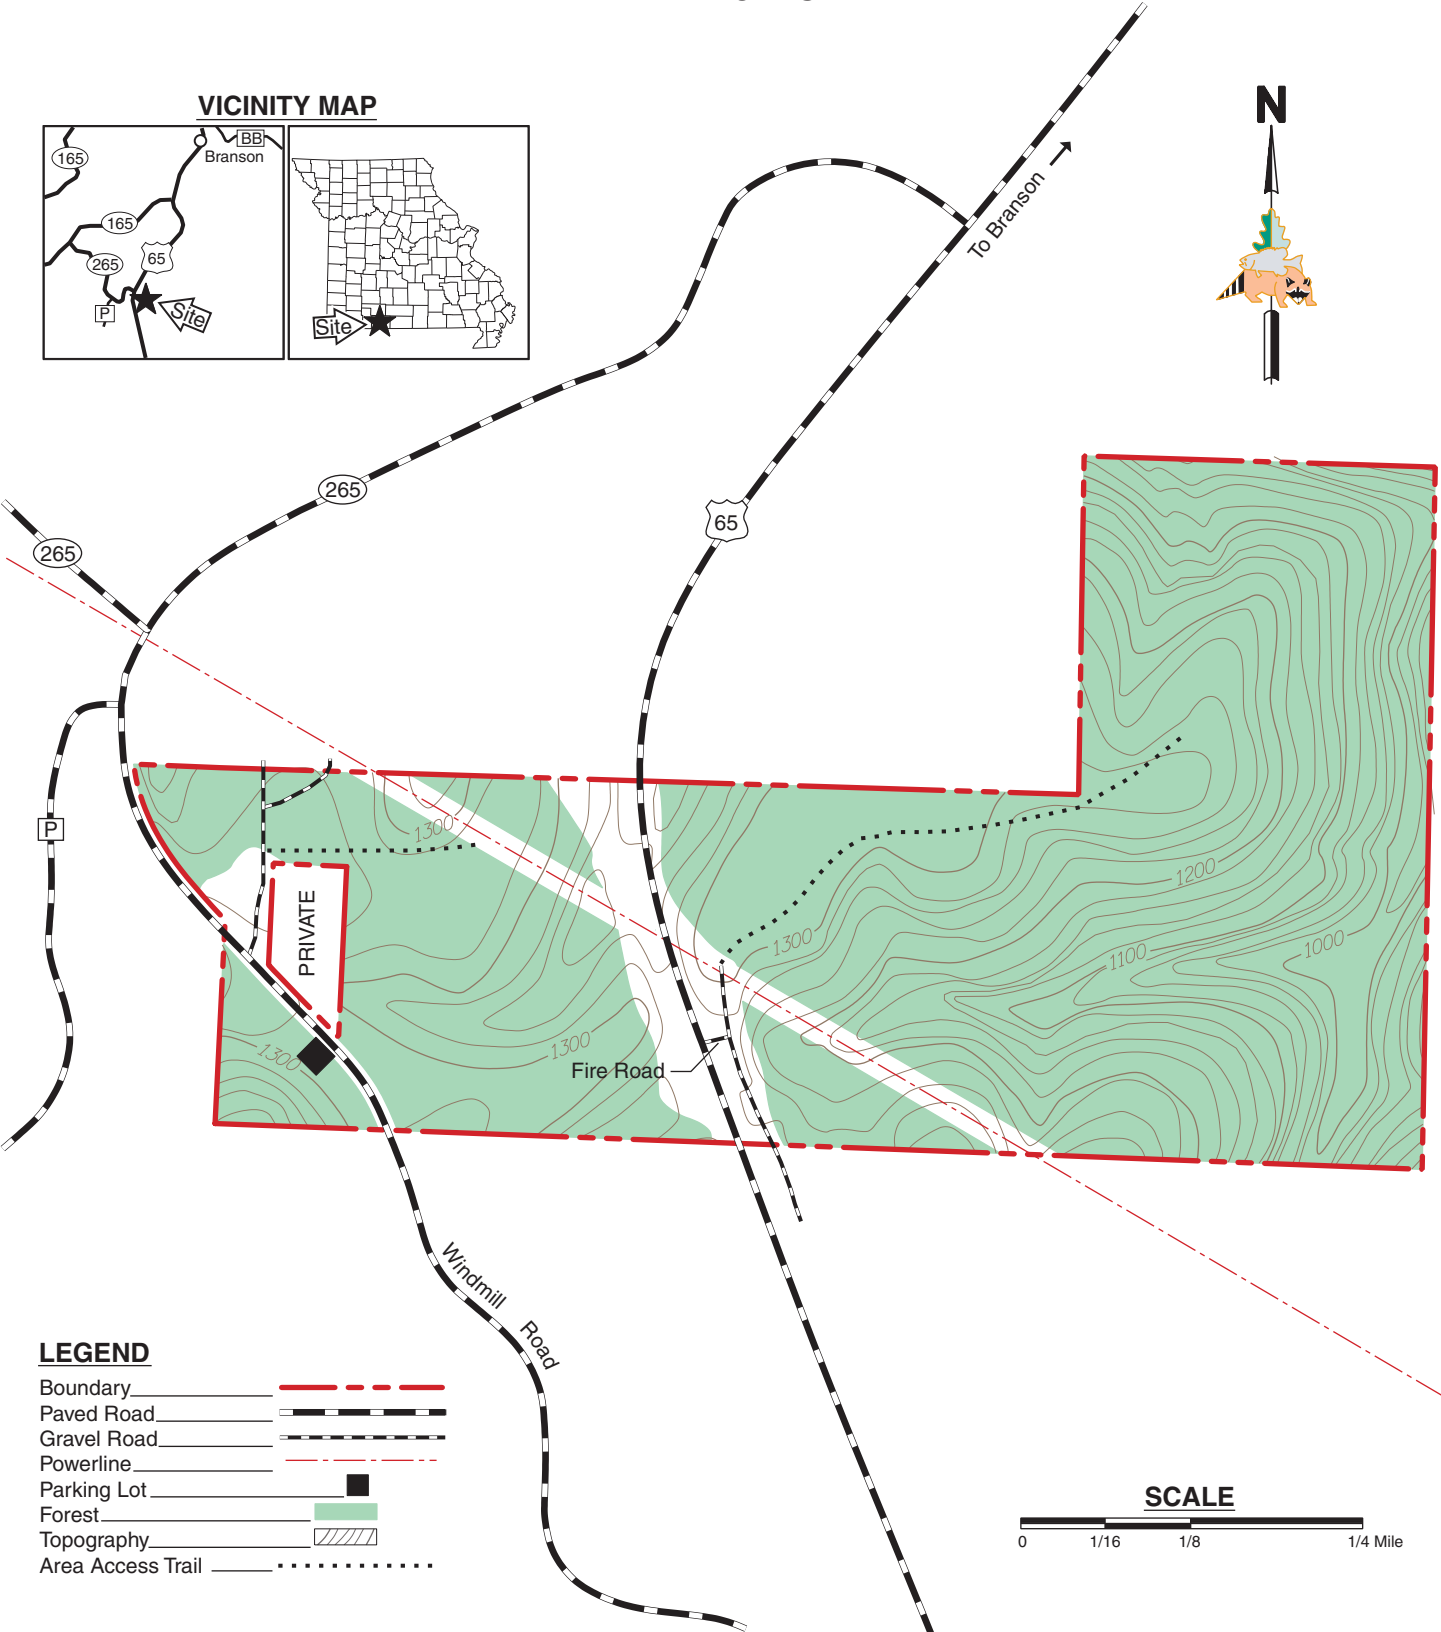 VICINITY MAP
165
BB
Branson
165
265
65
P
Site
Site
N
To Branson
265
265
65
P
1300
PRIVATE
1300
1300
1300
1200
1100
1000
Fire Road
Windmill Road
LEGEND
Boundary
Paved Road
Gravel Road
Powerline
Parking Lot
Forest
Topography
Area Access Trail
SCALE
0 1/16 1/8 1/4 Mile